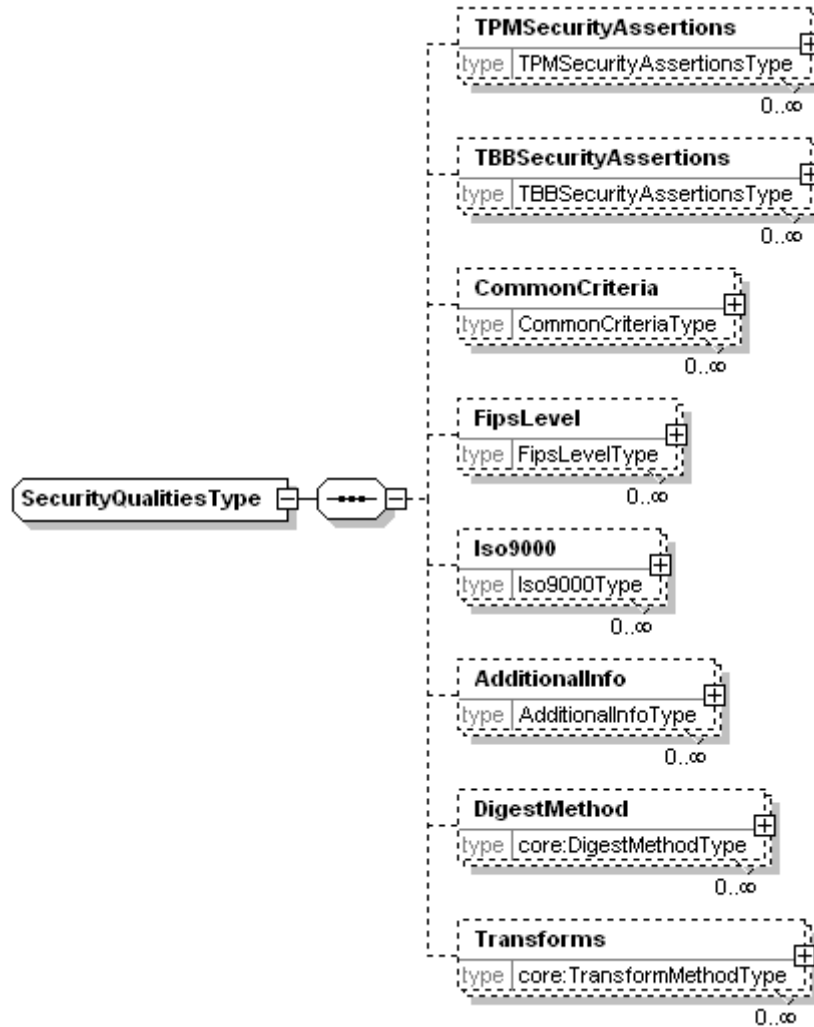 TPMSecurityAssertions
type TPMSecurityAssertionsType
0..∞
TBBSecurityAssertions
type TBBSecurityAssertionsType
0..∞
CommonCriteria
type CommonCriteriaType
0..∞
FipsLevel
type FipsLevelType
0..∞
SecurityQualitiesType
Iso9000
type Iso9000Type
0..∞
AdditionalInfo
type AdditionalInfoType
0..∞
DigestMethod
type core:DigestMethodType
0..∞
Transforms
type core:TransformMethodType
0..∞